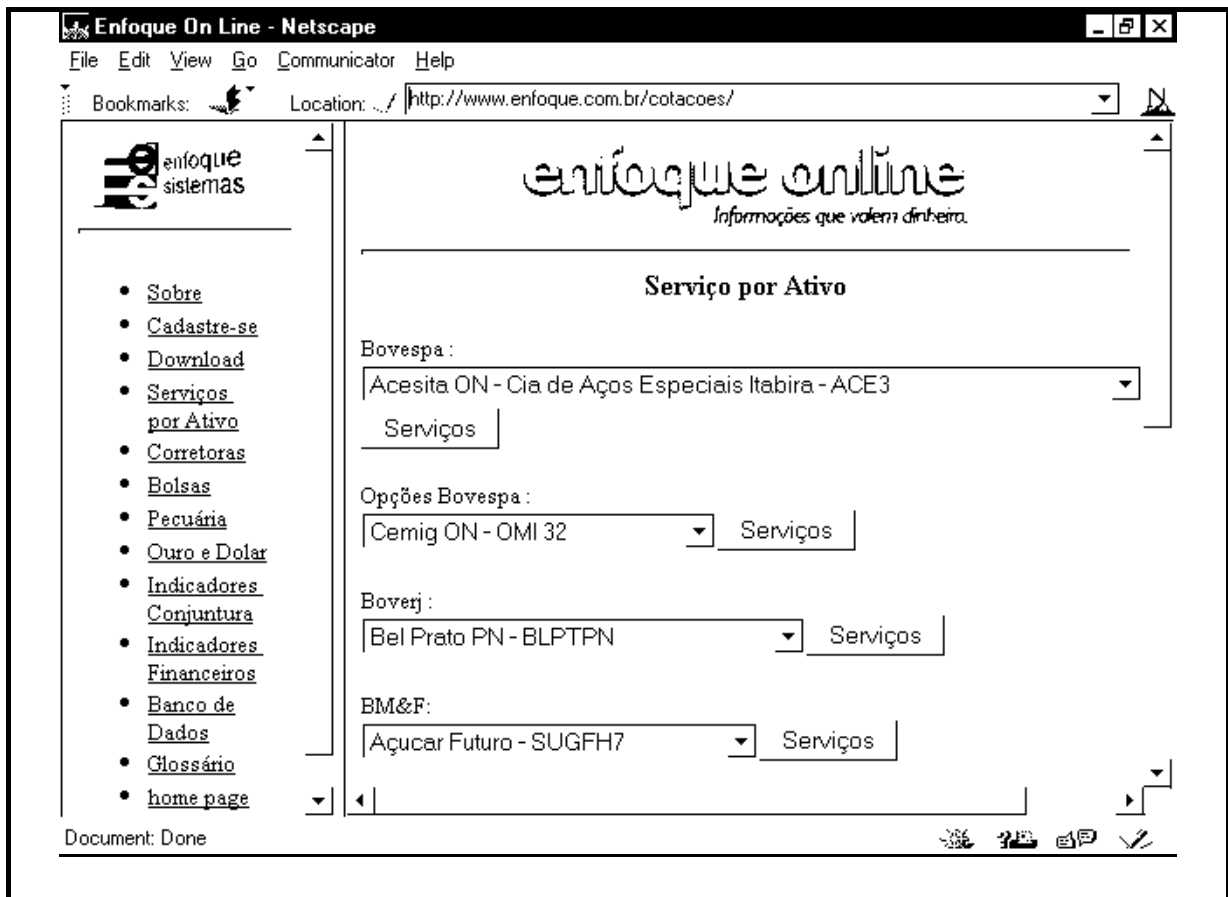 Enfoque On Line - Netscape
File Edit View Go Communicator Help
Bookmarks: Location: http://www.enfoque.com.br/cotacoes/
enfoque
sistemas
Sobre
Cadastre-se
Download
Serviços
por Ativo
Corretoras
Bolsas
Pecuária
Ouro e Dolar
Indicadores
Conjuntura
Indicadores
Financeiros
Banco de
Dados
Glossário
home page
enfoque online
Informações que valem dinheiro.
Serviço por Ativo
Bovespa :
Acesita ON - Cia de Aços Especiais Itabira - ACE3
Serviços
Opções Bovespa :
Cemig ON - OMI 32 Serviços
Boverj :
Bel Prato PN - BLPTPN Serviços
BM&F:
Açucar Futuro - SUGFH7 Serviços
Document: Done